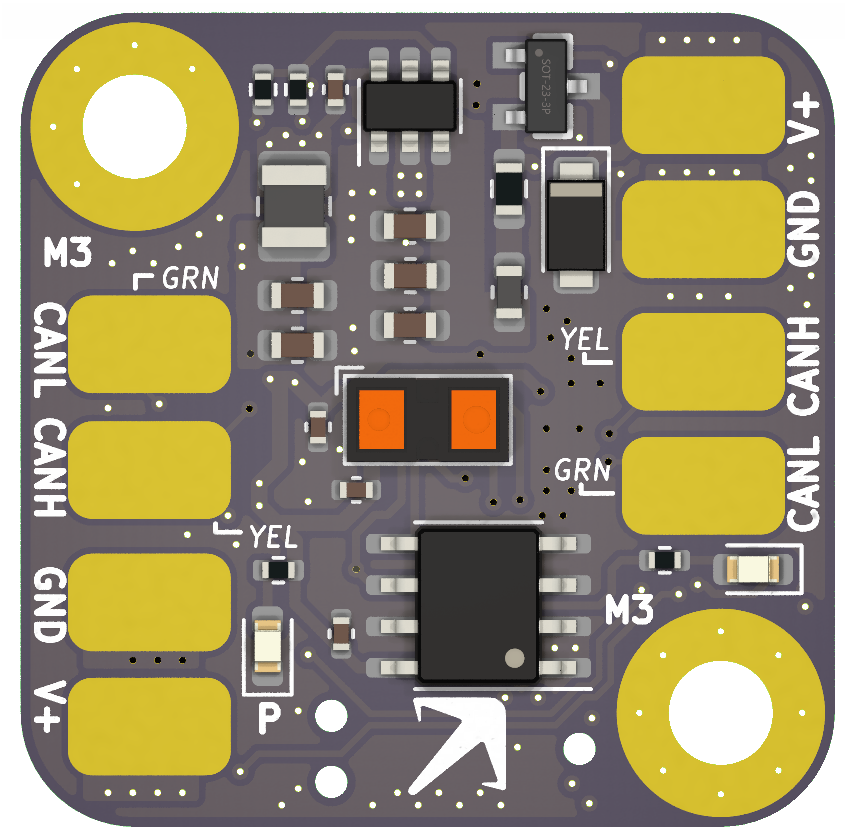 SOT-23-3P
V+
GND
M3
GRN
CANL
YEL
CANH
CANH
GRN
CANL
YEL
GND
M3
V+
P